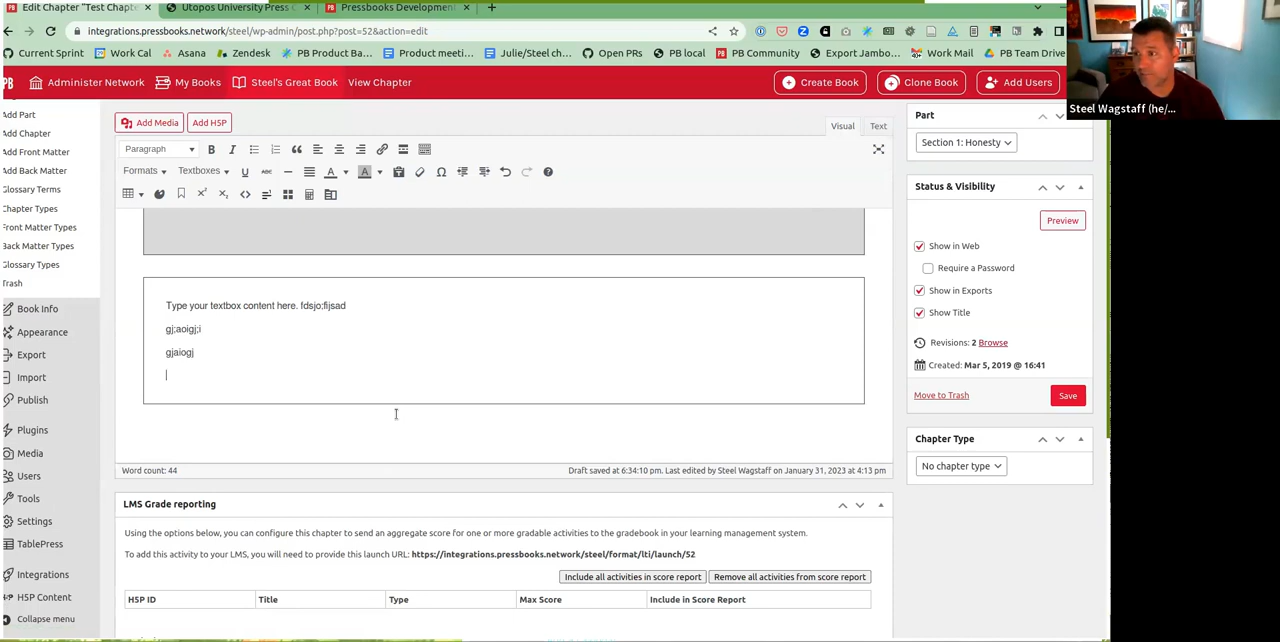 Edit Chapter "Test Chapte
Utopos University Press C
Pressbooks Developmen
integrations.pressbooks.network/steel/wp-admin/post.php?post=52&action=edit
Current Sprint
Work Cal
Asana
Zendesk
PB Product Ba...
Product meeti...
Julie/Steel ch...
Open PRs
PB local
PB Community
Export Jambo...
Work Mail
PB Team Drive
PB
Administer Network
My Books
Steel's Great Book
View Chapter
Create Book
Clone Book
Add Users
Steel Wagstaff (he/...
Add Part
Add Chapter
Add Front Matter
Add Back Matter
Glossary Terms
Chapter Types
Front Matter Types
Back Matter Types
Glossary Types
Trash
Book Info
Appearance
Export
Import
Publish
Plugins
Media
Users
Tools
Settings
TablePress
Integrations
H5P Content
Collapse menu
Add Media
Add H5P
Visual
Text
Paragraph
Formats
Textboxes
Type your textbox content here. fdsjo;fijsad
gj;aoigj;i
gjaiogj
Word count: 44
Draft saved at 6:34:10 pm. Last edited by Steel Wagstaff on January 31, 2023 at 4:13 pm
LMS Grade reporting
Using the options below, you can configure this chapter to send an aggregate score for one or more gradable activities to the gradebook in your learning management system.
To add this activity to your LMS, you will need to provide this launch URL: https://integrations.pressbooks.network/steel/format/lti/launch/52
Include all activities in score report
Remove all activities from score report
H5P ID
Title
Type
Max Score
Include in Score Report
Part
Section 1: Honesty
Status & Visibility
Preview
Show in Web
Require a Password
Show in Exports
Show Title
Revisions: 2 Browse
Created: Mar 5, 2019 @ 16:41
Move to Trash
Save
Chapter Type
No chapter type